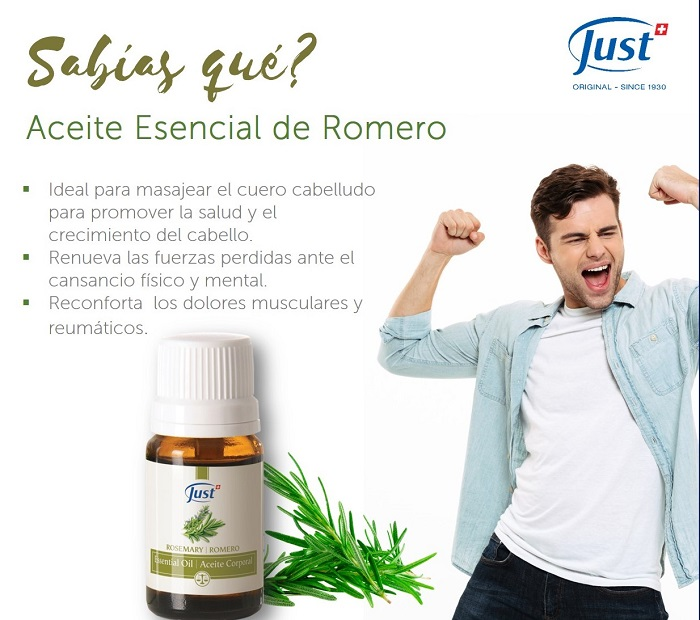 Sabías qué?
Just
ORIGINAL - SINCE 1930
Aceite Esencial de Romero
Ideal para masajear el cuero cabelludo
para promover la salud y el
crecimiento del cabello.
Renueva las fuerzas perdidas ante el
cansancio físico y mental.
Reconforta los dolores musculares y
reumáticos.
Just
ROSEMARY | ROMERO
Essential Oil | Aceite Corporal